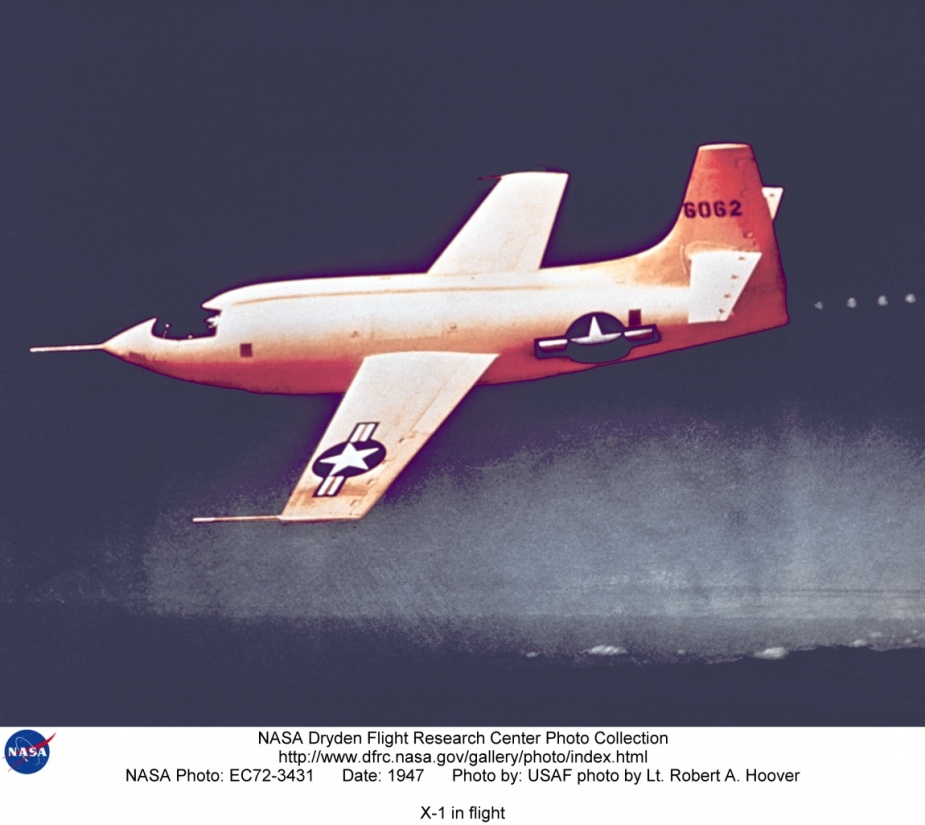 6062
NASA
NASA Dryden Flight Research Center Photo Collection
http://www.dfrc.nasa.gov/gallery/photo/index.html
NASA Photo: EC72-3431 Date: 1947 Photo by: USAF photo by Lt. Robert A. Hoover
X-1 in flight